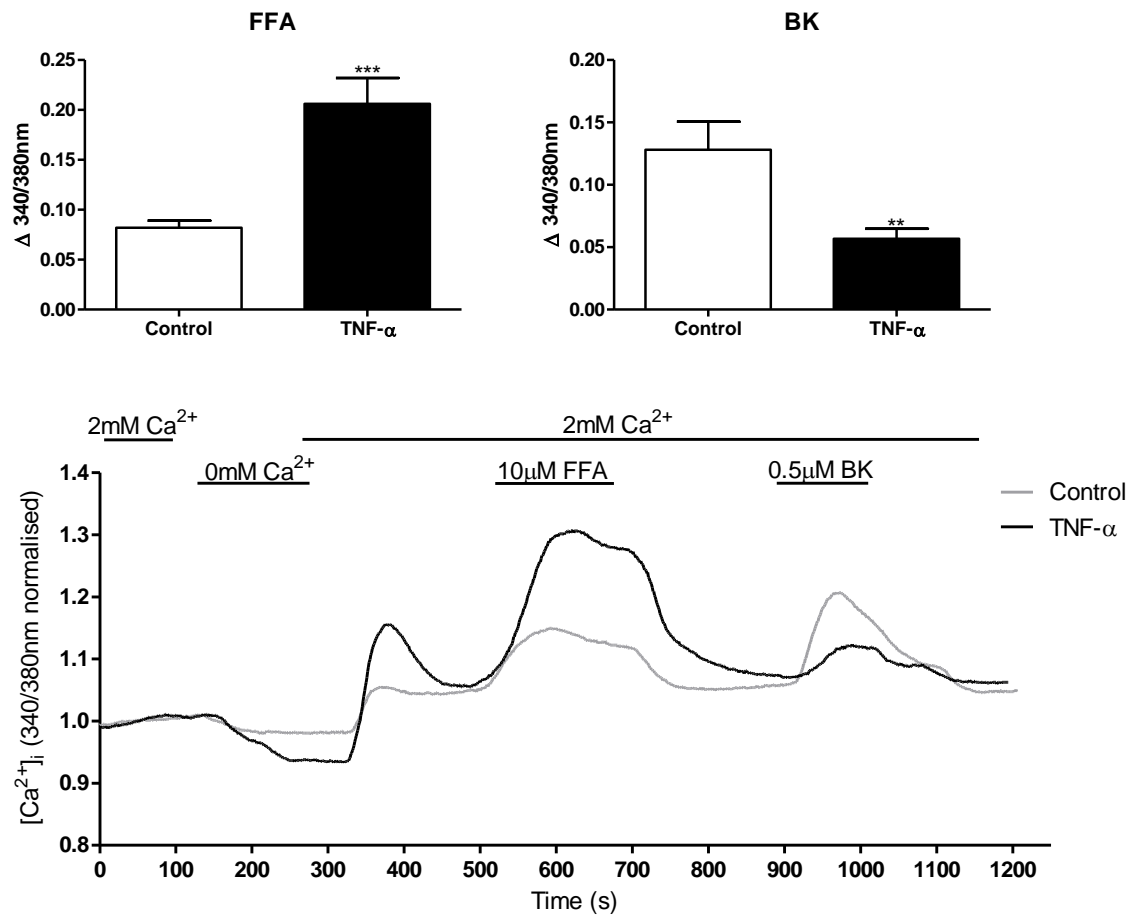 FFA
Δ 340/380nm
0.25
0.20
0.15
0.10
0.05
0.00
***
Control
TNF-α
BK
Δ 340/380nm
0.20
0.15
0.10
0.05
0.00
**
Control
TNF-α
2mM Ca²⁺
2mM Ca²⁺
0mM Ca²⁺
10μM FFA
0.5μM BK
Control
TNF-α
[Ca²⁺]ᵢ (340/380nm normalised)
1.4
1.3
1.2
1.1
1.0
0.9
0.8
0 100 200 300 400 500 600 700 800 900 1000 1100 1200
Time (s)